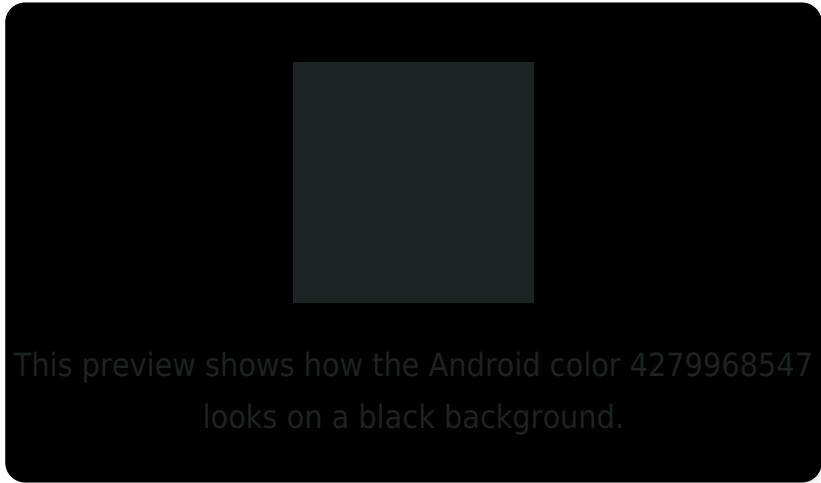 This preview shows how the Android color 4279968547
looks on a black background.